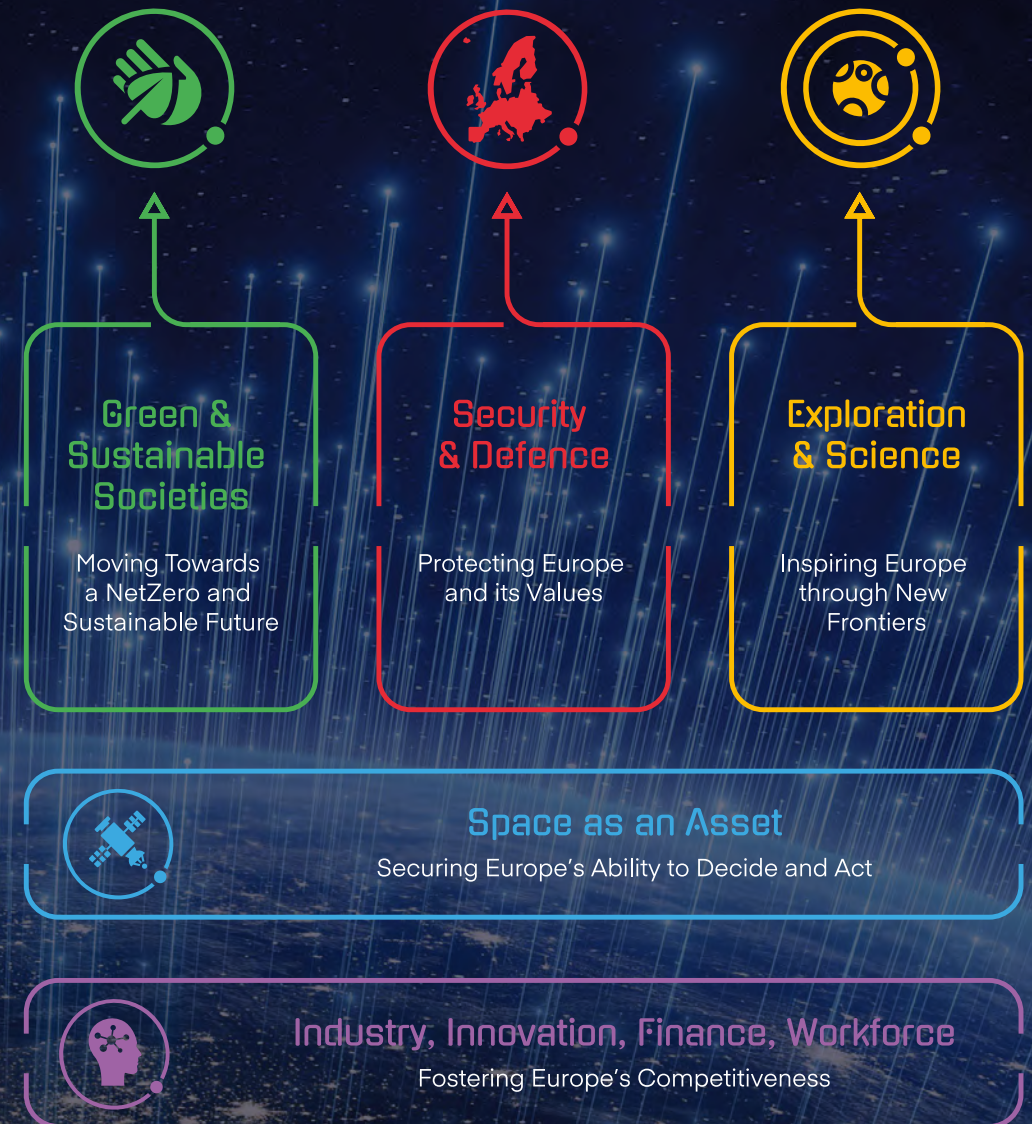 Green &
Sustainable
Societies
Moving Towards
a NetZero and
Sustainable Future
Security
& Defence
Protecting Europe
and its Values
Exploration
& Science
Inspiring Europe
through New
Frontiers
Space as an Asset
Securing Europe’s Ability to Decide and Act
Industry, Innovation, Finance, Workforce
Fostering Europe’s Competitiveness